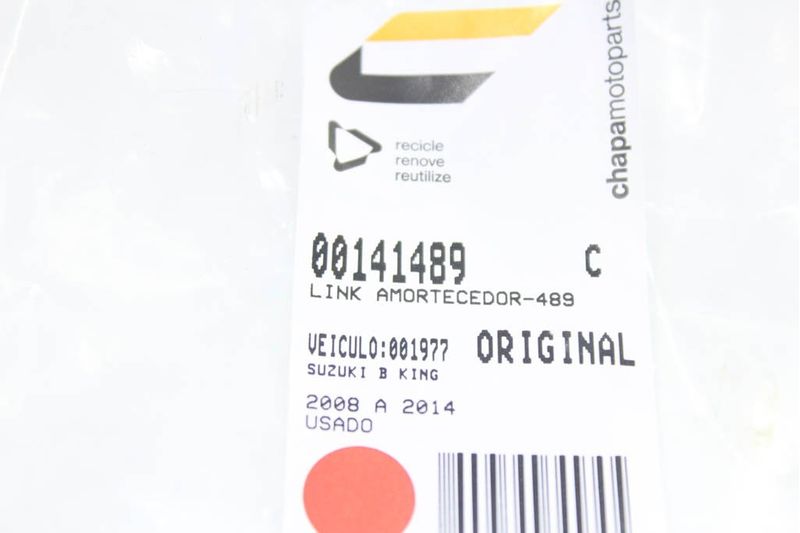 chapamotoparts
recicle
renove
reutilize
00141489 C
LINK AMORTECEDOR-489
VEICULO:001977 ORIGINAL
SUZUKI B KING
2008 A 2014
USADO